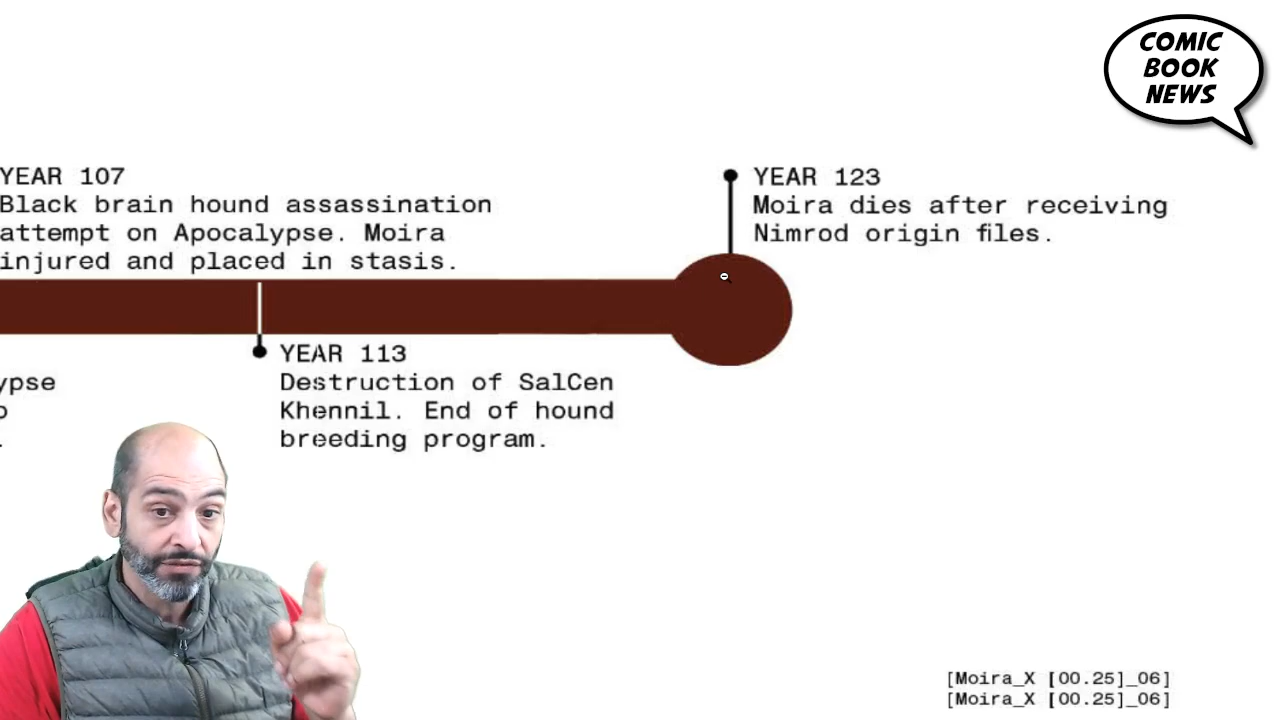 COMIC
BOOK
NEWS
YEAR 107
Black brain hound assassination
attempt on Apocalypse. Moira
injured and placed in stasis.
YEAR 123
Moira dies after receiving
Nimrod origin files.
YEAR 113
Destruction of SalCen
Khennil. End of hound
breeding program.
[Moira_X [00.25]_06]
[Moira_X [00.25]_06]